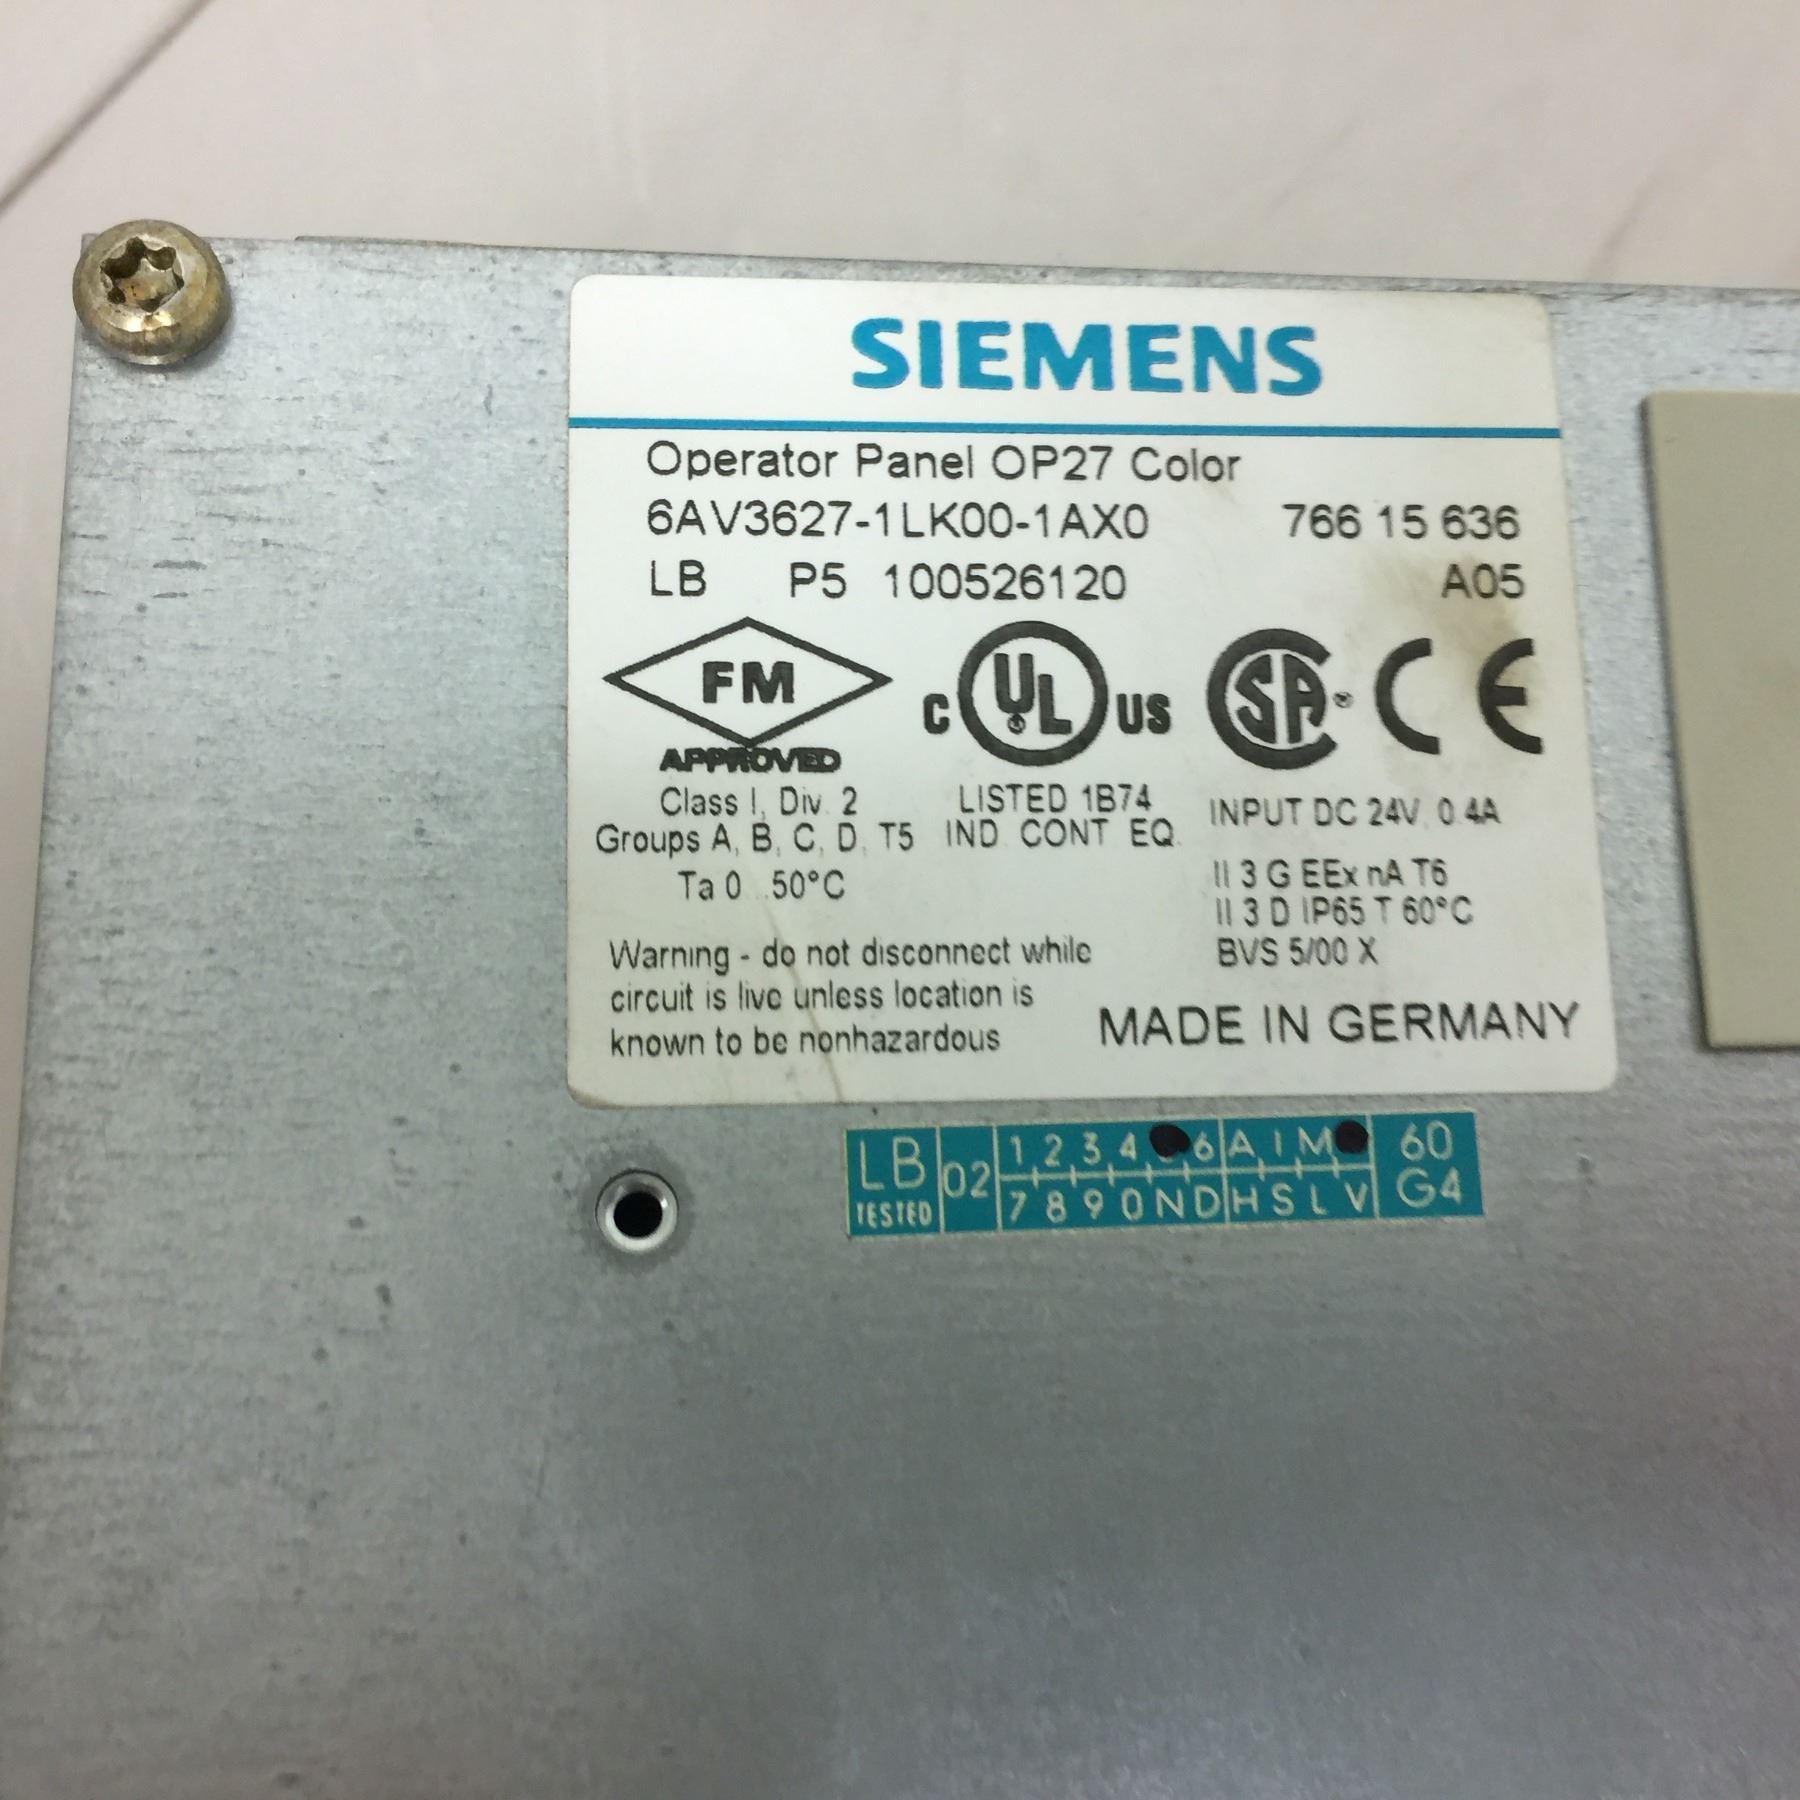 SIEMENS
Operator Panel OP27 Color
6AV3627-1LK00-1AX0 766 15 636
LB P5 100526120 A05
FM
APPROVED
Class I, Div. 2
Groups A, B, C, D, T5
Ta 0...50°C
C UL US
LISTED 1B74
IND. CONT. EQ.
SA CE
INPUT DC 24V, 0.4A
II 3 G EEx nA T6
II 3 D IP65 T 60°C
BVS 5/00 X
Warning - do not disconnect while
circuit is live unless location is
known to be nonhazardous
MADE IN GERMANY
LB 02 1 2 3 4 6 A I M 60
TESTED 7 8 9 0 N D H S L V G4